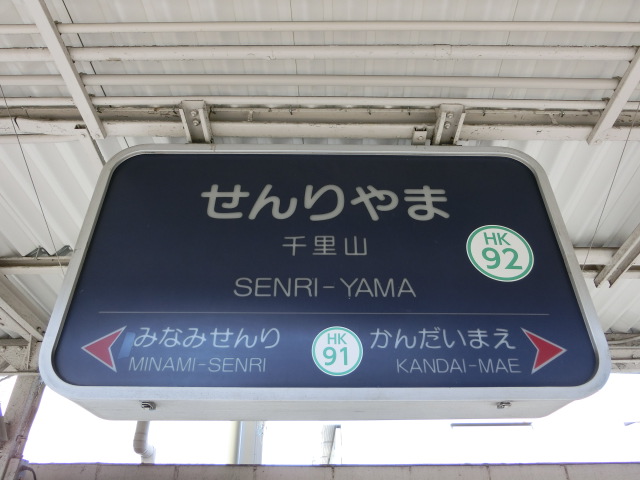 せんりやま
千里山
HK
92
SENRI-YAMA
みなみせんり
MINAMI-SENRI
HK
91
かんだいまえ
KANDAI-MAE